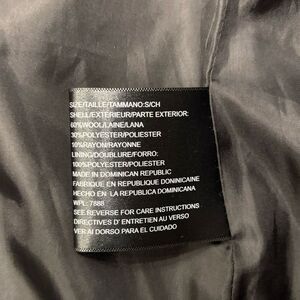 SIZE/TAILLE/TAMMANO:S/CH
SHELL/EXTERIEUR/PARTE EXTERIOR:
60%WOOL/LAINE/LANA
30%POLYESTER/POLIESTER
10%RAYON/RAYONNE
LINING/DOUBLURE/FORRO:
100%POLYESTER/POLIESTER
MADE IN DOMINICAN REPUBLIC
FABRIQUE EN REPUBLIQUE DOMINICAINE
HECHO EN LA REPUBLICA DOMINICANA
WPL: 7888
SEE REVERSE FOR CARE INSTRUCTIONS
DIRECTIVES D' ENTRETIEN AU VERSO
VER AI DORSO PARA EL CUIDADO